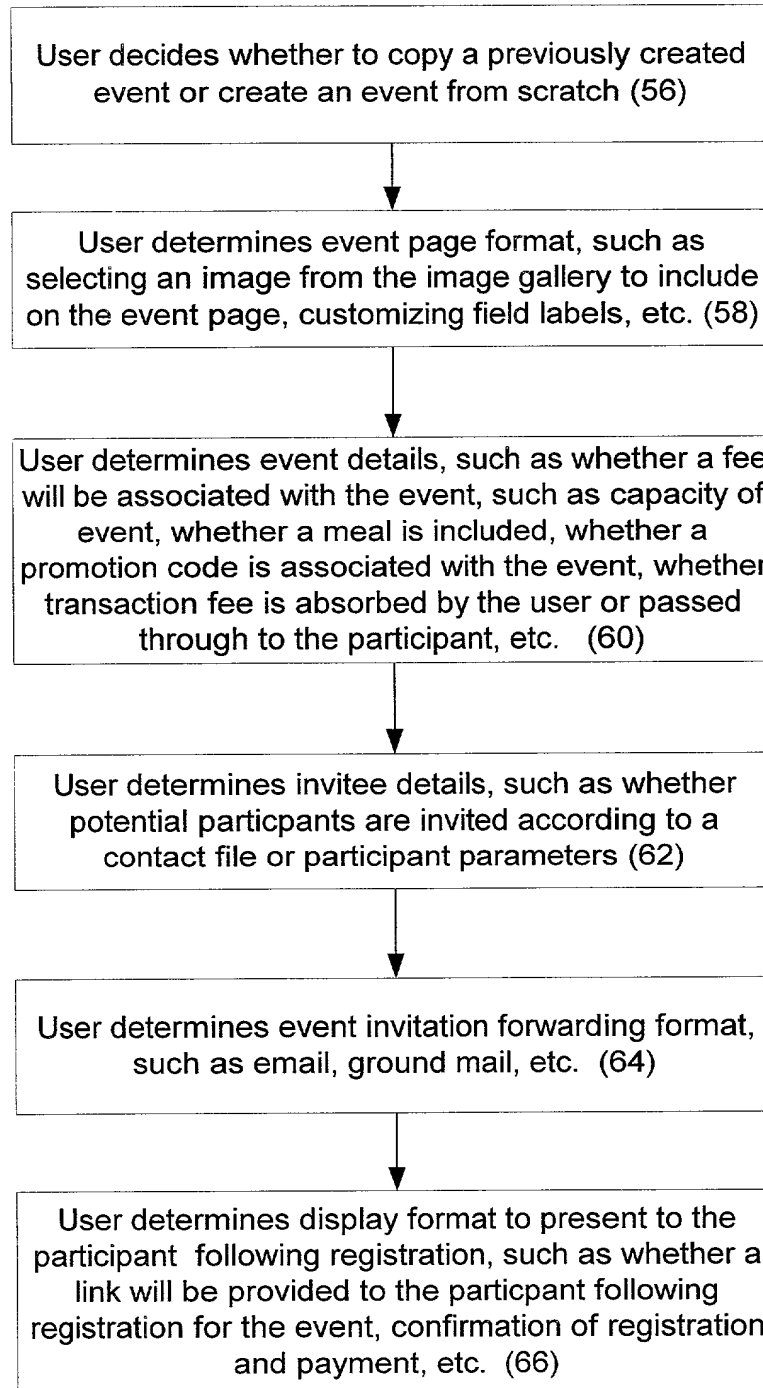 User decides whether to copy a previously created
event or create an event from scratch (56)
User determines event page format, such as
selecting an image from the image gallery to include
on the event page, customizing field labels, etc. (58)
User determines event details, such as whether a fee
will be associated with the event, such as capacity of
event, whether a meal is included, whether a
promotion code is associated with the event, whether
transaction fee is absorbed by the user or passed
through to the participant, etc. (60)
User determines invitee details, such as whether
potential particpants are invited according to a
contact file or participant parameters (62)
User determines event invitation forwarding format,
such as email, ground mail, etc. (64)
User determines display format to present to the
participant following registration, such as whether a
link will be provided to the particpant following
registration for the event, confirmation of registration
and payment, etc. (66)